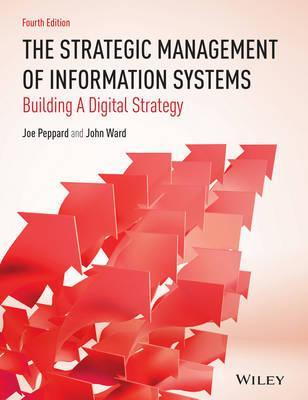 Fourth Edition
THE STRATEGIC MANAGEMENT
OF INFORMATION SYSTEMS
Building A Digital Strategy
Joe Peppard and John Ward
WILEY